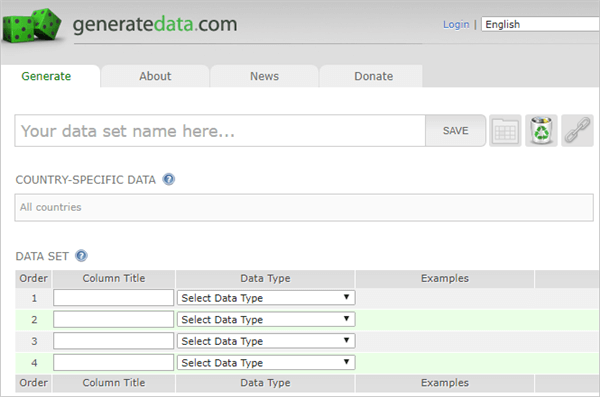 generatedata.com
Login | English
Generate About News Donate
Your data set name here... SAVE
COUNTRY-SPECIFIC DATA ?
All countries
DATA SET ?
Order Column Title Data Type Examples
1 Select Data Type
2 Select Data Type
3 Select Data Type
4 Select Data Type
Order Column Title Data Type Examples